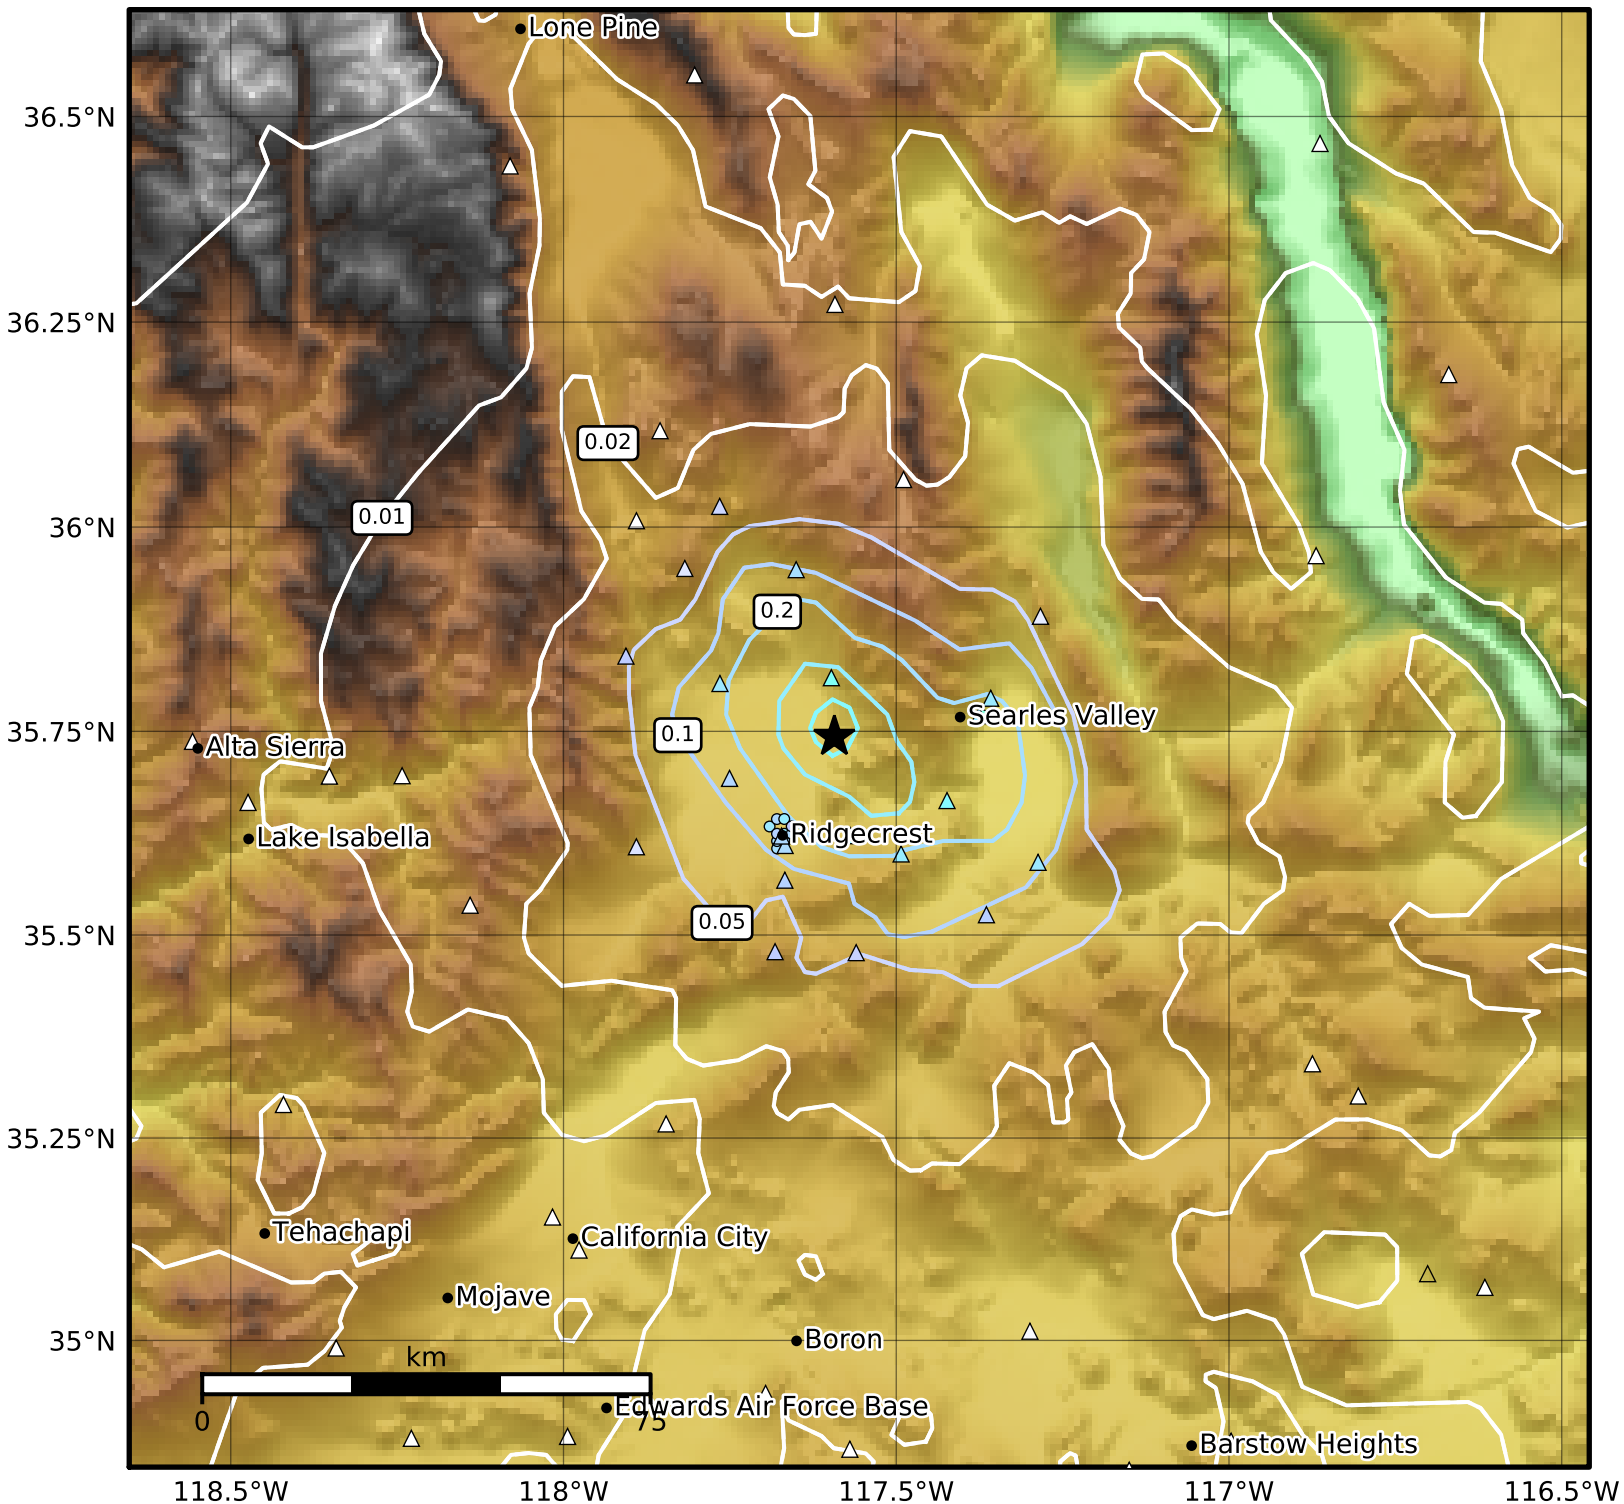 Lone Pine
36.5°N
36.25°N
0.02
0.01
36°N
0.2
Searles Valley
35.75°N
0.1
Alta Sierra
Ridgecrest
Lake Isabella
0.05
35.5°N
35.25°N
Tehachapi
California City
Mojave
35°N
Boron
km
0
75
Edwards Air Force Base
Barstow Heights
118.5°W
118°W
117.5°W
117°W
116.5°W